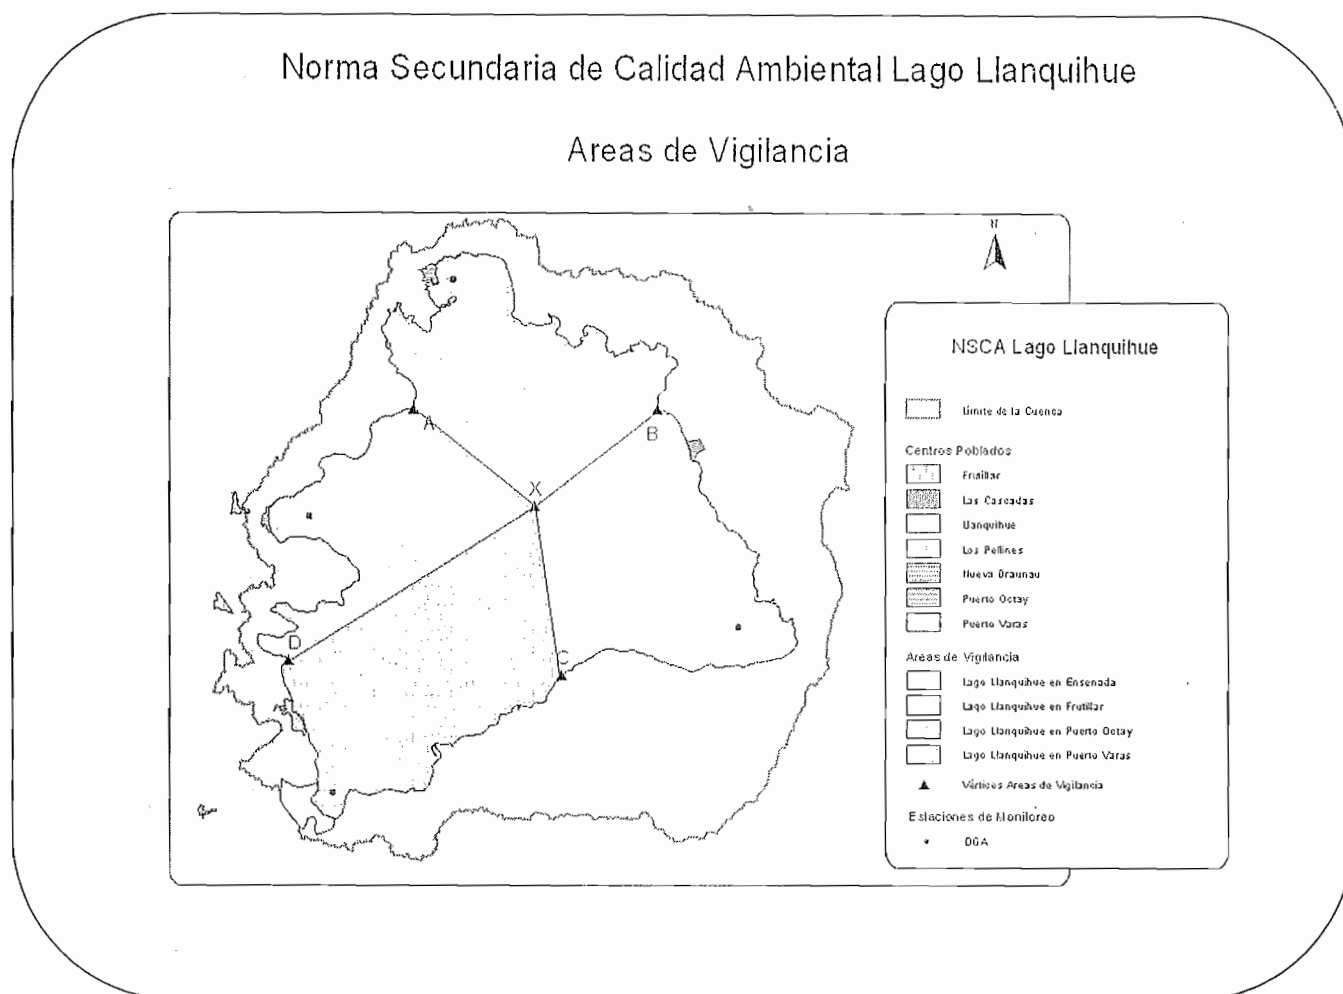 Norma Secundaria de Calidad Ambiental Lago Llanquihue
Areas de Vigilancia
N
A
B
X
D
C
NSCA Lago Llanquihue
Límite de la Cuenca
Centros Poblados
Frutillar
Las Cascadas
Llanquihue
Los Pellines
Nueva Braunau
Puerto Octay
Puerto Varas
Areas de Vigilancia
Lago Llanquihue en Ensenada
Lago Llanquihue en Frutillar
Lago Llanquihue en Puerto Octay
Lago Llanquihue en Puerto Varas
Vértices Areas de Vigilancia
Estaciones de Monitoreo
DGA